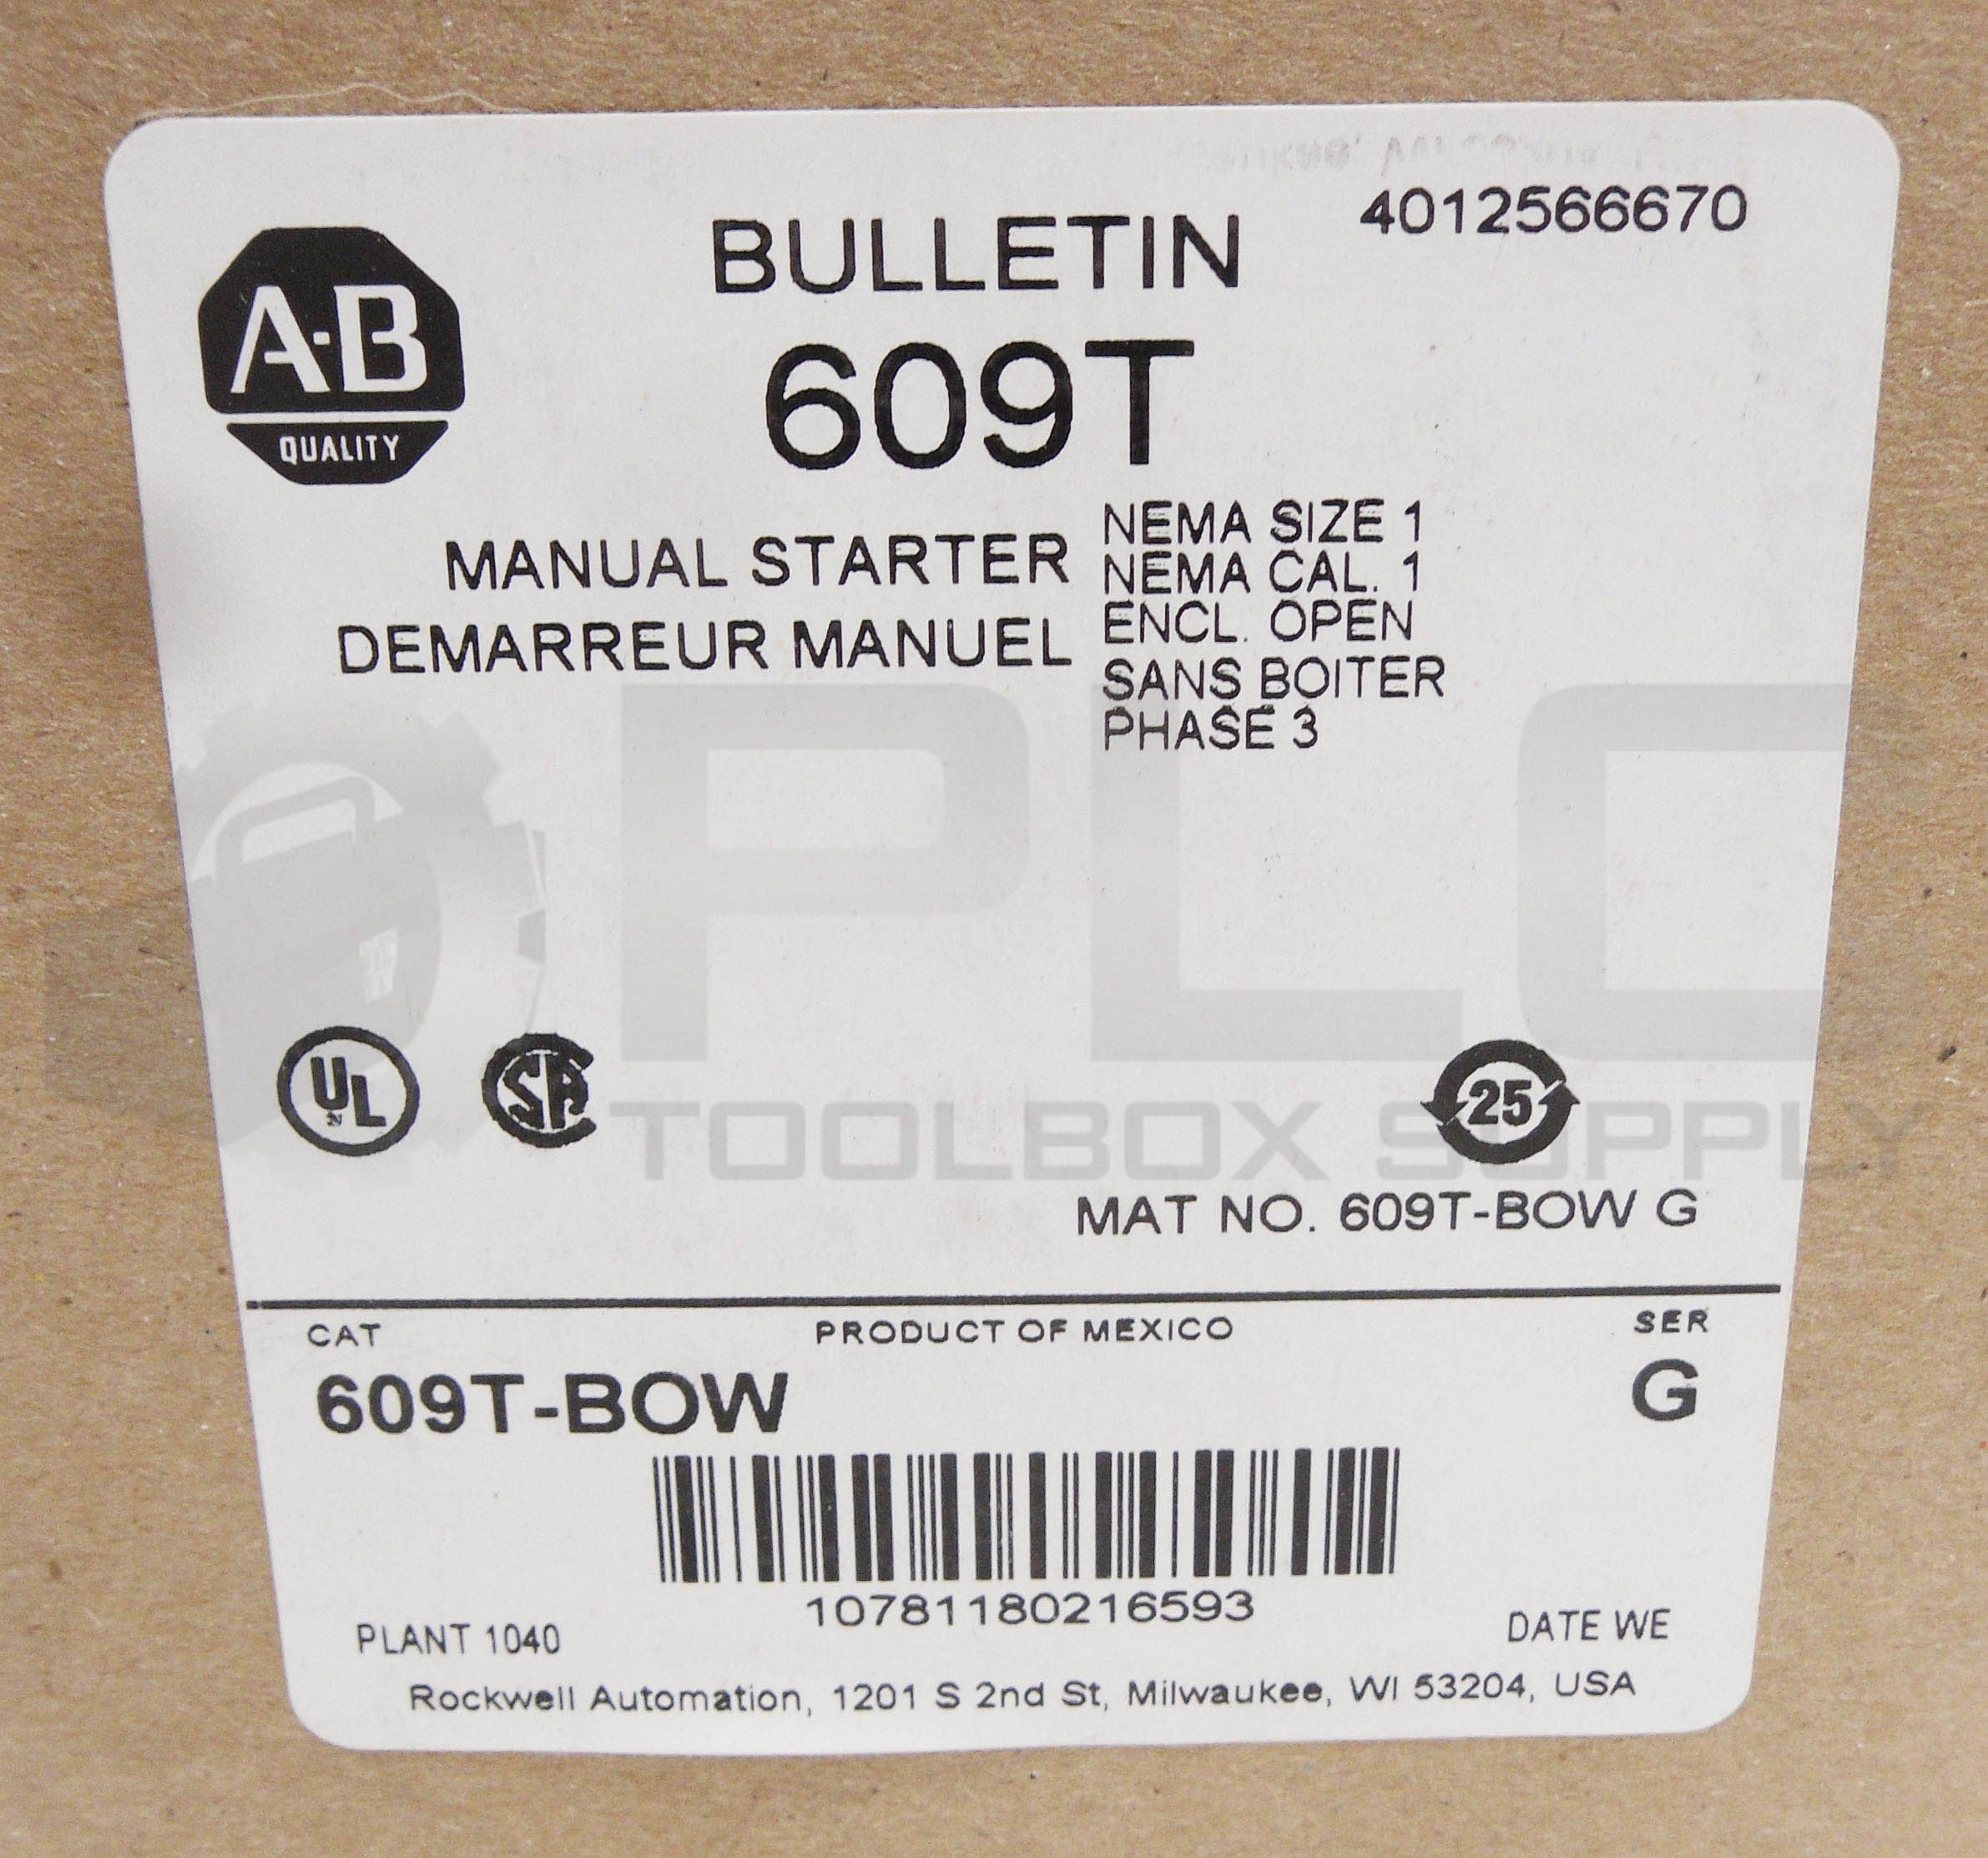 4012566670
A-B
QUALITY
BULLETIN
609T
MANUAL STARTER
DEMARREUR MANUEL
NEMA SIZE 1
NEMA CAL. 1
ENCL. OPEN
SANS BOITER
PHASE 3
PLC
TOOLBOX SUPPLY
UL
SA
25
MAT NO. 609T-BOW G
CAT
PRODUCT OF MEXICO
SER
609T-BOW
G
10781180216593
PLANT 1040
DATE WE
Rockwell Automation, 1201 S 2nd St, Milwaukee, WI 53204, USA